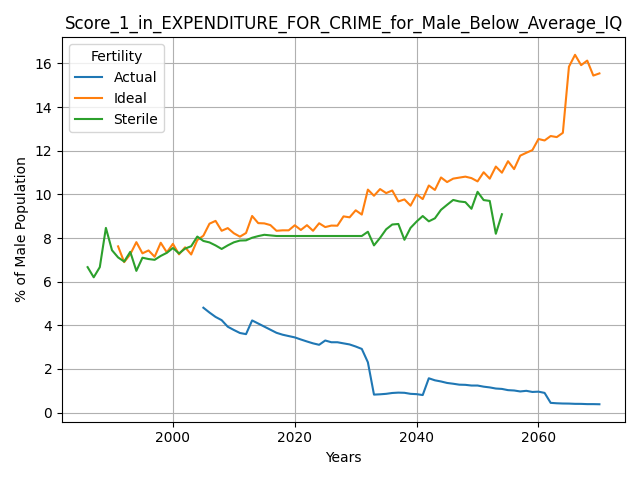 Score_1_in_EXPENDITURE_FOR_CRIME_for_Male_Below_Average_IQ
Fertility
Actual
Ideal
Sterile
% of Male Population
16
14
12
10
8
6
4
2
0
2000 2020 2040 2060
Years